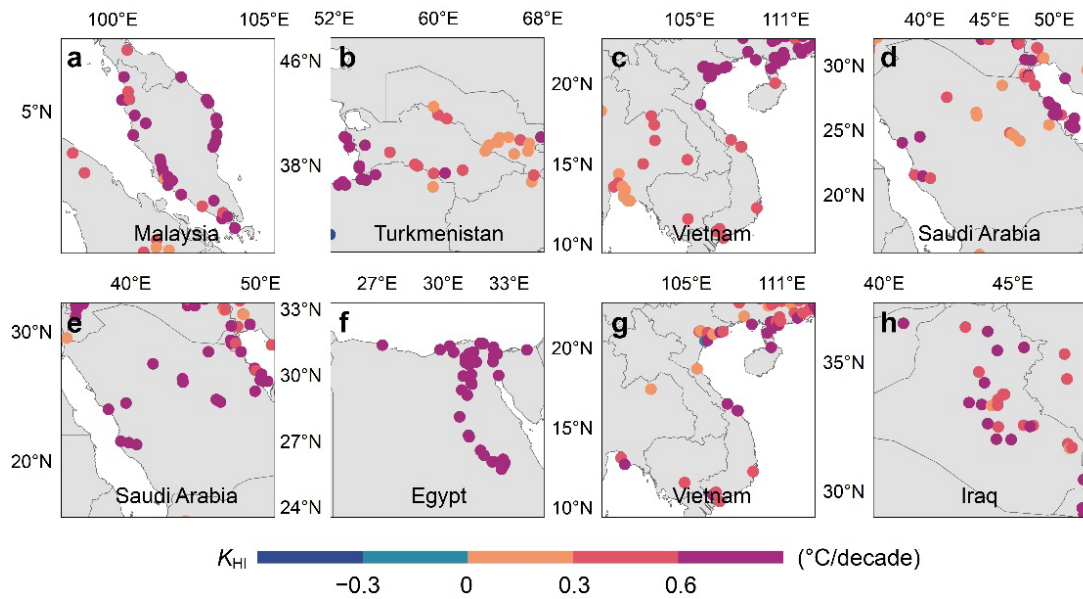 100°E 105°E 52°E 60°E 68°E 105°E 111°E 40°E 45°E 50°E
a b c d
5°N
46°N
38°N
20°N
15°N
10°N
30°N
25°N
20°N
Malaysia Turkmenistan Vietnam Saudi Arabia
40°E 50°E 27°E 30°E 33°E 105°E 111°E 40°E 45°E
e f g h
30°N
20°N
33°N
30°N
27°N
24°N
20°N
15°N
10°N
35°N
30°N
Saudi Arabia Egypt Vietnam Iraq
K_HI (°C/decade)
−0.3 0 0.3 0.6